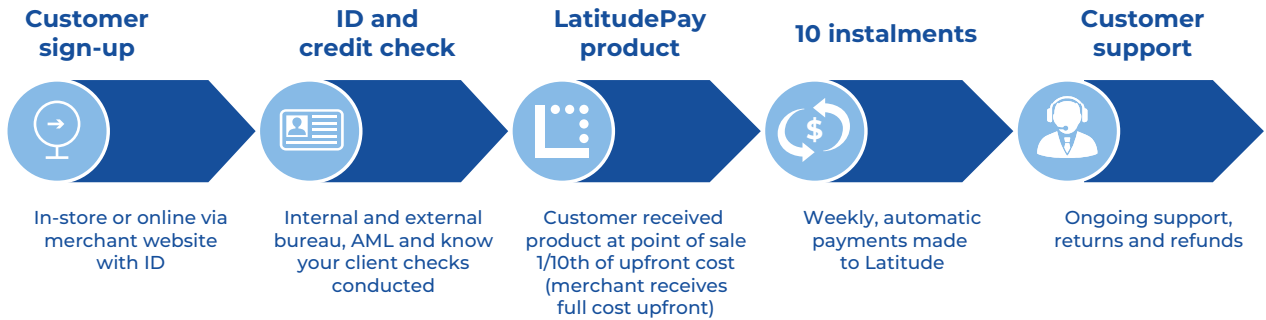 Customer
sign-up
In-store or online via
merchant website
with ID
ID and
credit check
Internal and external
bureau, AML and know
your client checks
conducted
LatitudePay
product
Customer received
product at point of sale
1/10th of upfront cost
(merchant receives
full cost upfront)
10 instalments
$
Weekly, automatic
payments made
to Latitude
Customer
support
Ongoing support,
returns and refunds